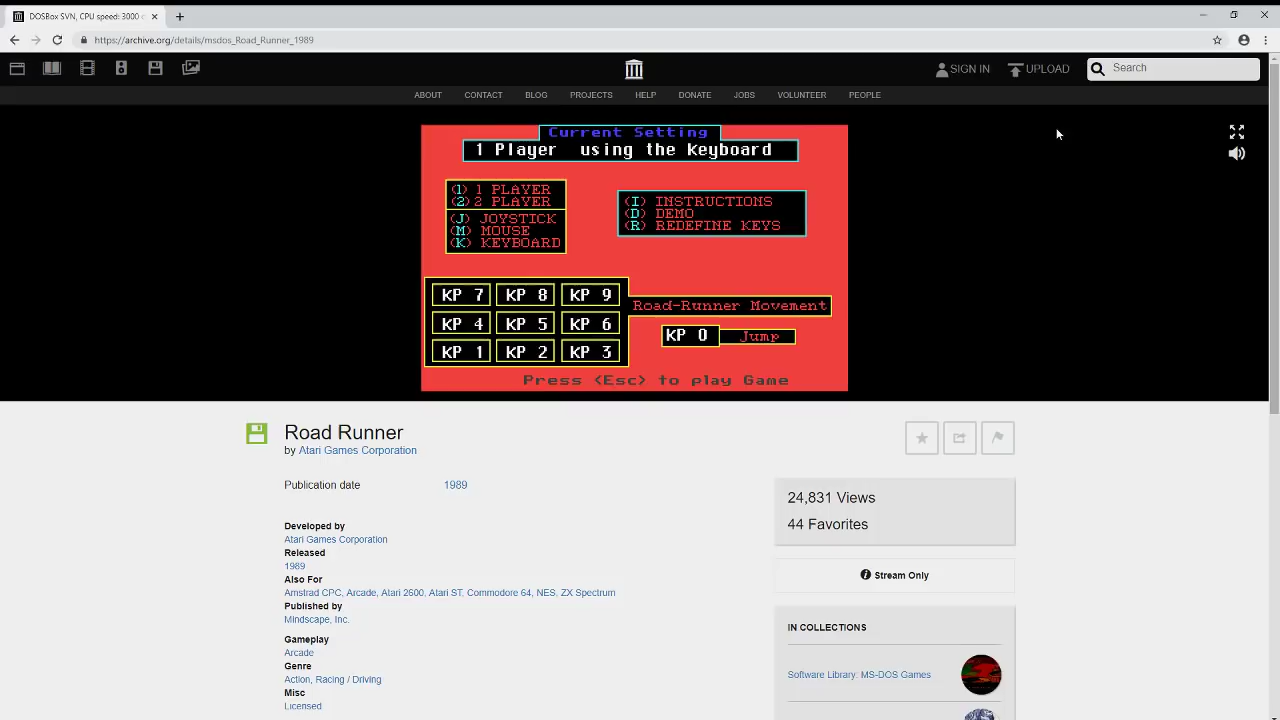 DOSBox SVN, CPU speed: 3000
https://archive.org/details/msdos_Road_Runner_1989
SIGN IN
UPLOAD
Search
ABOUT CONTACT BLOG PROJECTS HELP DONATE JOBS VOLUNTEER PEOPLE
Current Setting
1 Player using the Keyboard
(1) 1 PLAYER
(2) 2 PLAYER
(J) JOYSTICK
(M) MOUSE
(K) KEYBOARD
(I) INSTRUCTIONS
(D) DEMO
(R) REDEFINE KEYS
KP 7 KP 8 KP 9
KP 4 KP 5 KP 6
KP 1 KP 2 KP 3
Road-Runner Movement
KP 0 Jump
Press <Esc> to play Game
Road Runner
by Atari Games Corporation
Publication date 1989
Developed by
Atari Games Corporation
Released
1989
Also For
Amstrad CPC, Arcade, Atari 2600, Atari ST, Commodore 64, NES, ZX Spectrum
Published by
Mindscape, Inc.
Gameplay
Arcade
Genre
Action, Racing / Driving
Misc
Licensed
24,831 Views
44 Favorites
Stream Only
IN COLLECTIONS
Software Library: MS-DOS Games